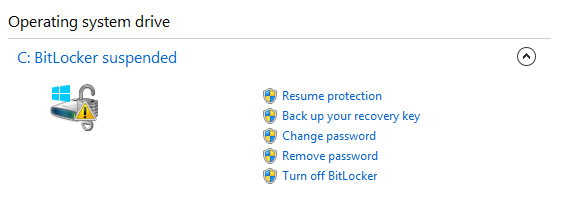 Operating system drive
C: BitLocker suspended
Resume protection
Back up your recovery key
Change password
Remove password
Turn off BitLocker